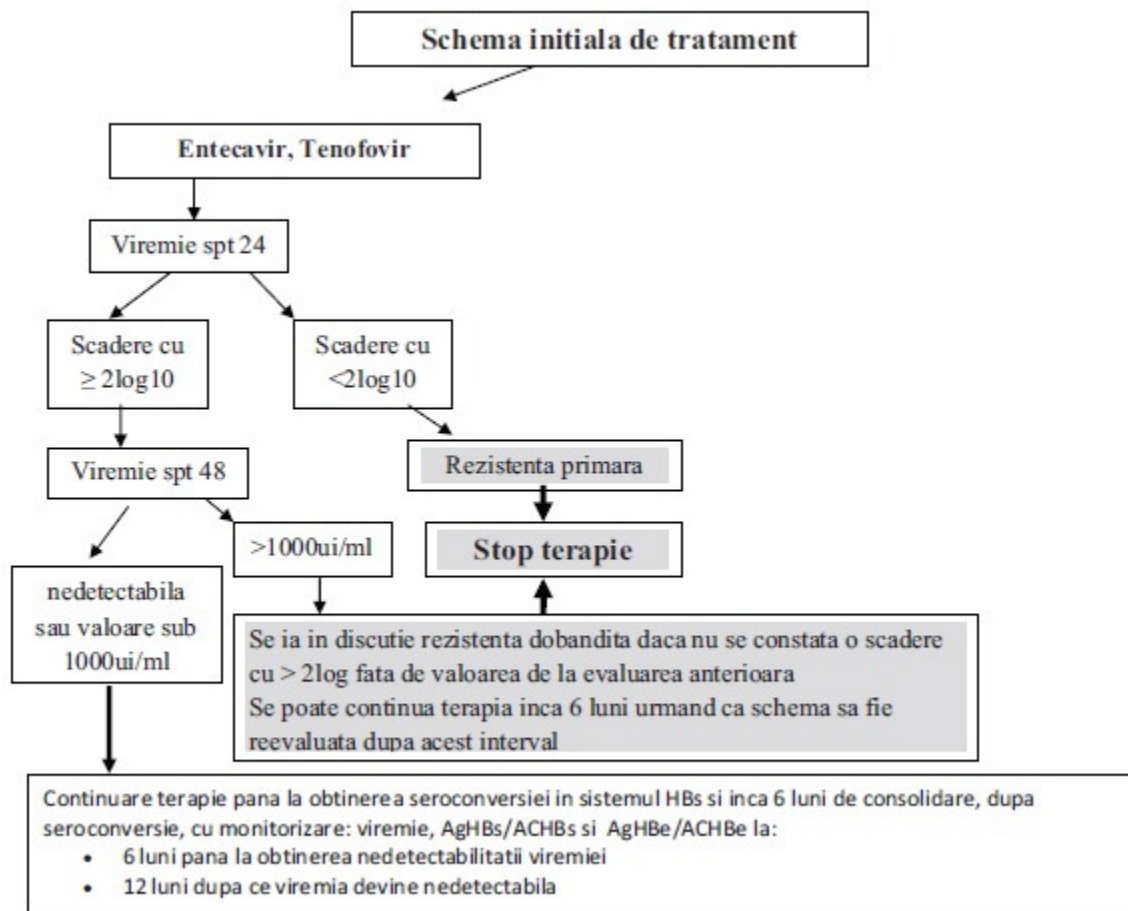 Schema initiala de tratament
Entecavir, Tenofovir
Viremie spt 24
Scadere cu
≥ 2log10
Scadere cu
<2log10
Viremie spt 48
Rezistenta primara
>1000ui/ml
Stop terapie
nedetectabila
sau valoare sub
1000ui/ml
Se ia in discutie rezistenta dobandita daca nu se constata o scadere
cu > 2log fata de valoarea de la evaluarea anterioara
Se poate continua terapia inca 6 luni urmand ca schema sa fie
reevaluata dupa acest interval
Continuare terapie pana la obtinerea seroconversiei in sistemul HBs si inca 6 luni de consolidare, dupa
seroconversie, cu monitorizare: viremie, AgHBs/ACHBs si AgHBe/ACHBe la:
• 6 luni pana la obtinerea nedetectabilitatii viremiei
• 12 luni dupa ce viremia devine nedetectabila